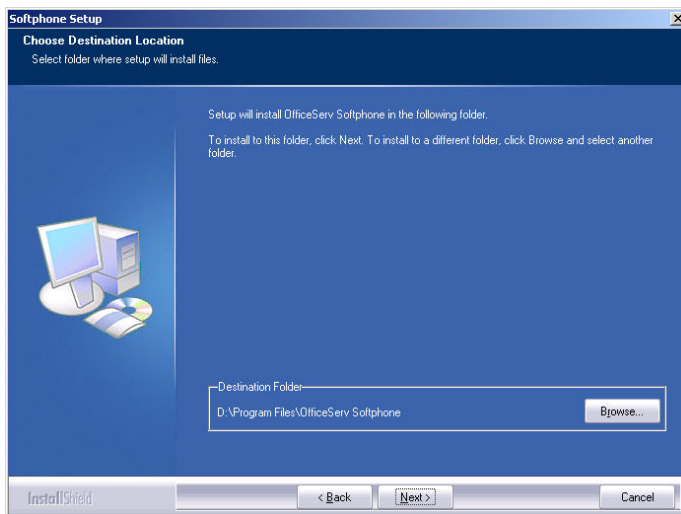 Softphone Setup
Choose Destination Location
Select folder where setup will install files.
Setup will install OfficeServ Softphone in the following folder.
To install to this folder, click Next. To install to a different folder, click Browse and select another
folder.
Destination Folder
D:\Program Files\OfficeServ Softphone
Browse...
InstallShield
< Back
Next >
Cancel